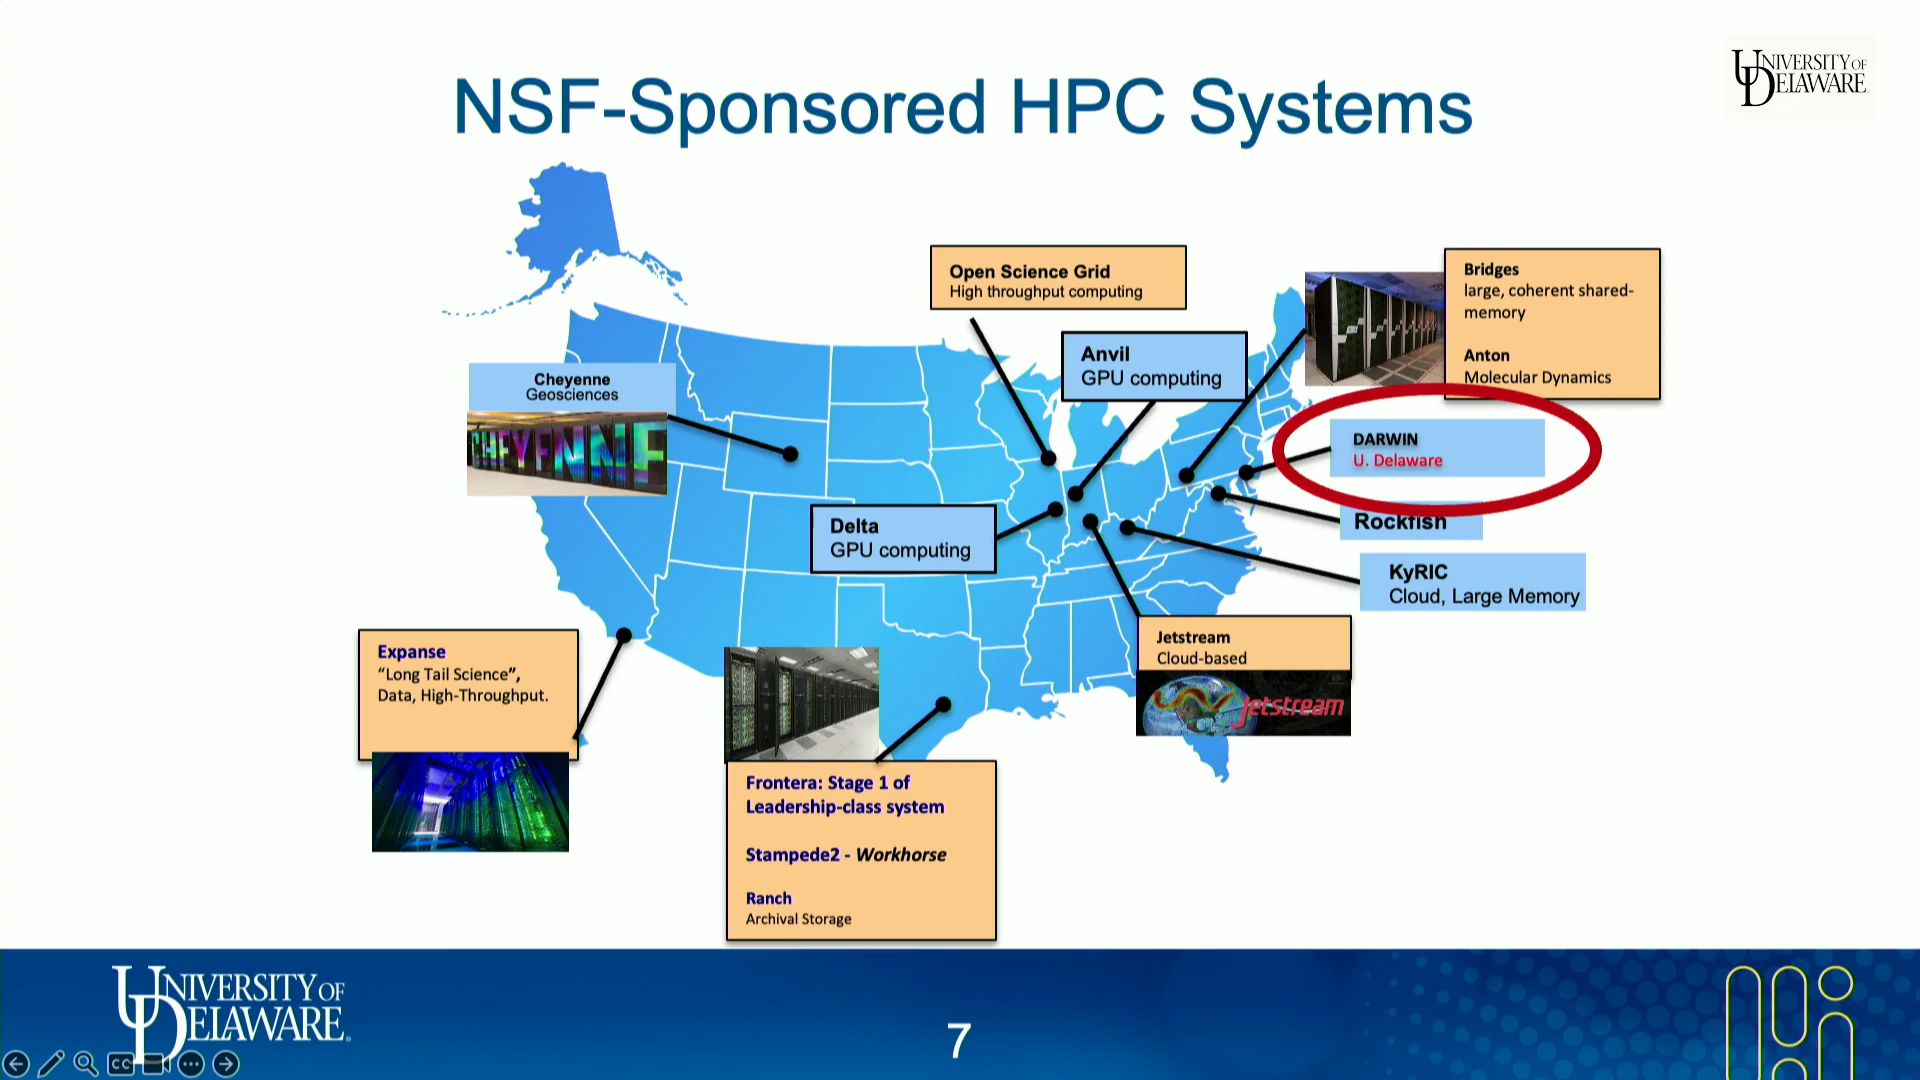 NSF-Sponsored HPC Systems
UNIVERSITY OF
DELAWARE
Open Science Grid
High throughput computing
Bridges
large, coherent shared-
memory
Anton
Molecular Dynamics
Anvil
GPU computing
Cheyenne
Geosciences
CHEYENNE
DARWIN
U. Delaware
Rockfish
Delta
GPU computing
KyRIC
Cloud, Large Memory
Jetstream
Cloud-based
Jetstream
Expanse
“Long Tail Science”,
Data, High-Throughput.
Frontera: Stage 1 of
Leadership-class system
Stampede2 - Workhorse
Ranch
Archival Storage
UNIVERSITY OF
DELAWARE.
7
CC